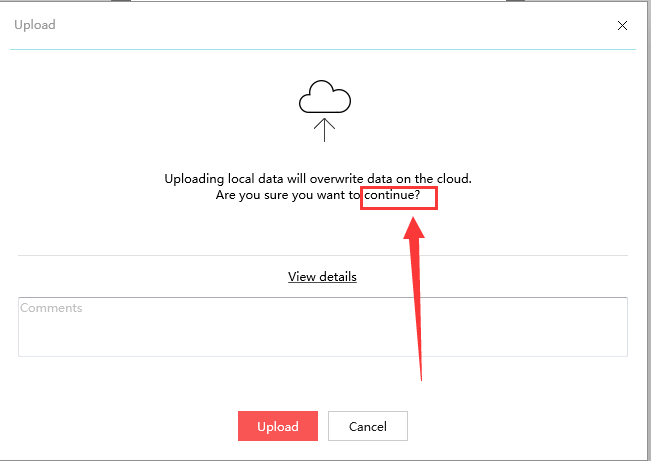 Upload
Uploading local data will overwrite data on the cloud.
Are you sure you want to continue?
View details
Comments
Upload
Cancel